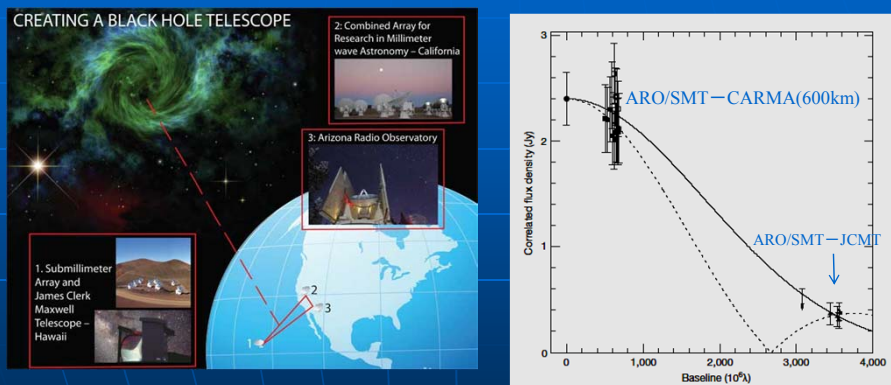 CREATING A BLACK HOLE TELESCOPE
2: Combined Array for
Research in Millimeter
wave Astronomy – California
3: Arizona Radio Observatory
1. Submillimeter
Array and
James Clerk
Maxwell
Telescope –
Hawaii
2
3
1
3
2
1
0
Correlated flux density (Jy)
ARO/SMT－CARMA(600km)
ARO/SMT－JCMT
0
1,000
2,000
3,000
4,000
Baseline (10⁶λ)